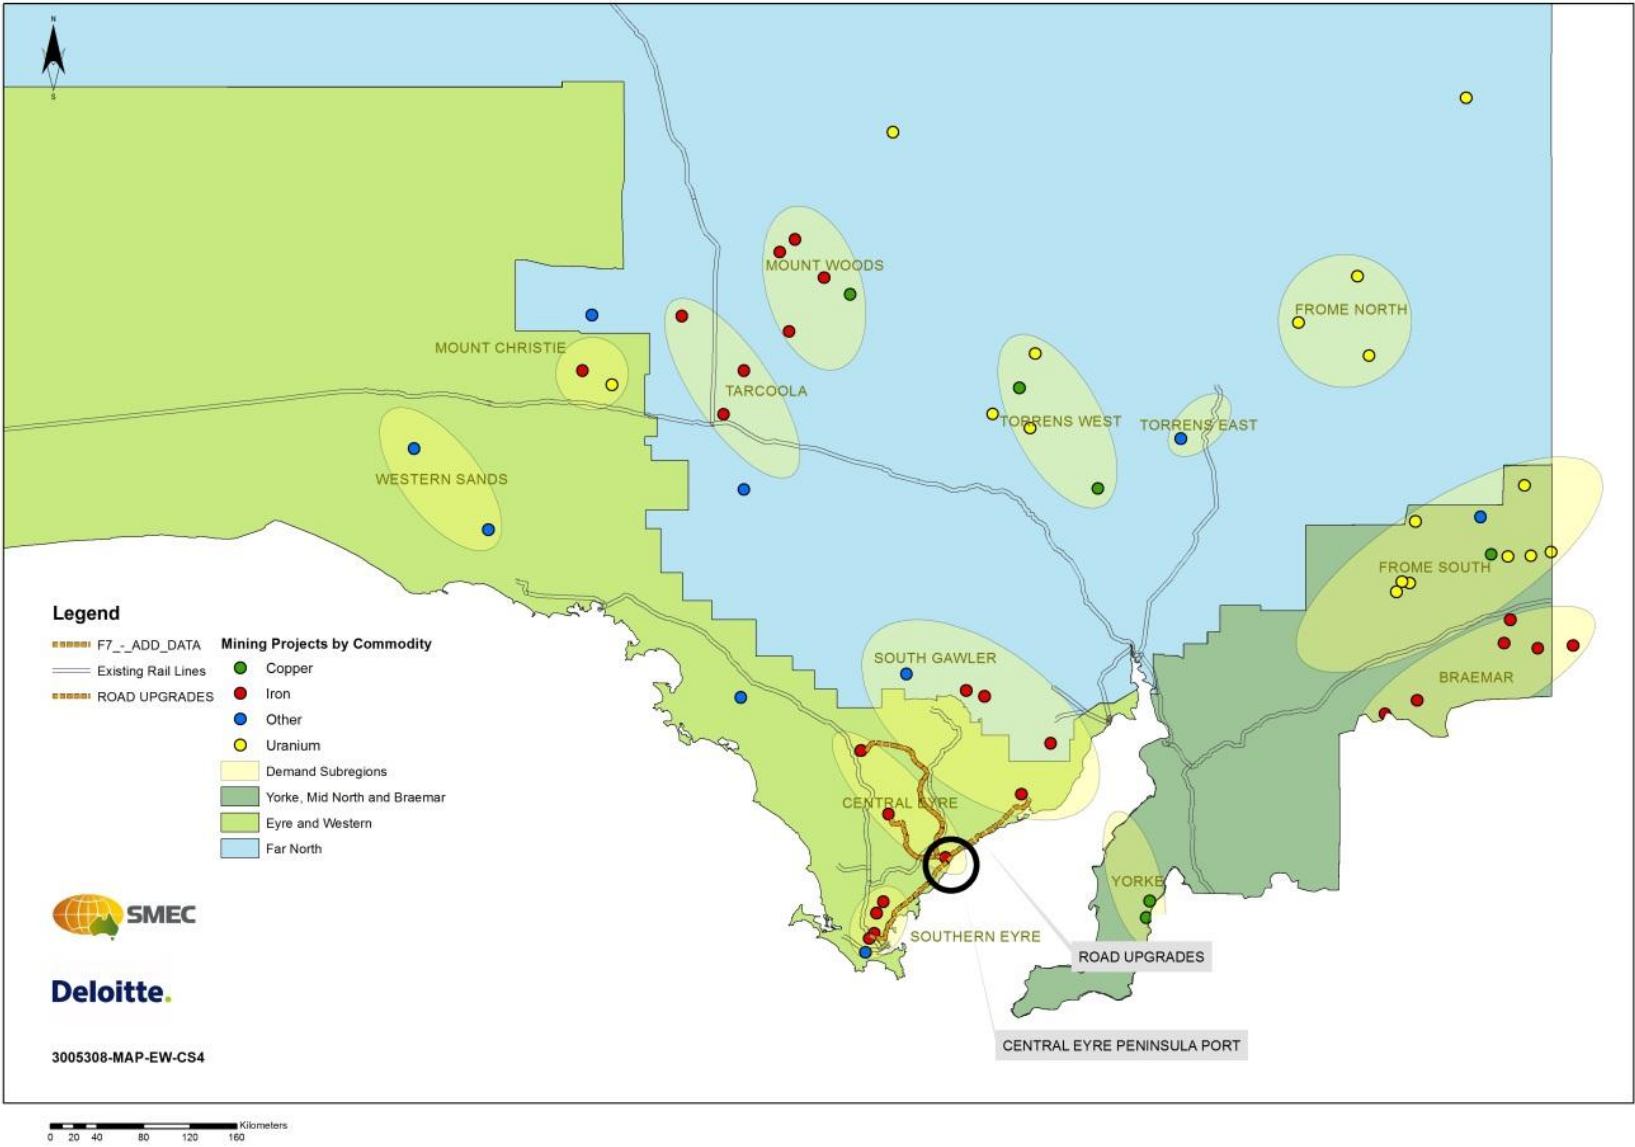 N
S
MOUNT WOODS
FROME NORTH
MOUNT CHRISTIE
TARCOOLA
TORRENS WEST
TORRENS EAST
WESTERN SANDS
FROME SOUTH
SOUTH GAWLER
BRAEMAR
CENTRAL EYRE
YORKE
SOUTHERN EYRE
ROAD UPGRADES
CENTRAL EYRE PENINSULA PORT
Legend
F7_-_ADD_DATA
Existing Rail Lines
ROAD UPGRADES
Mining Projects by Commodity
Copper
Iron
Other
Uranium
Demand Subregions
Yorke, Mid North and Braemar
Eyre and Western
Far North
SMEC
Deloitte.
3005308-MAP-EW-CS4
Kilometers
0 20 40 80 120 160